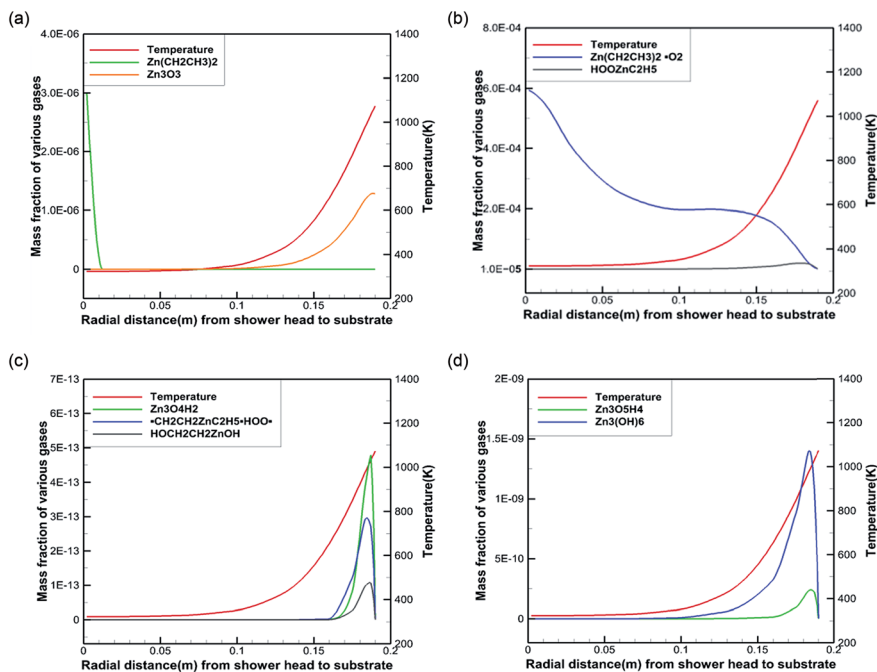 (a)
4.0E-06
3.0E-06
2.0E-06
1.0E-06
0
Mass fraction of various gases
Temperature
Zn(CH2CH3)2
Zn3O3
1400
1200
1000
800
600
400
200
Temperature(K)
0
0.05
0.1
0.15
0.2
Radial distance(m) from shower head to substrate
(b)
8.0E-04
6.0E-04
4.0E-04
2.0E-04
1.0E-05
Mass fraction of various gases
Temperature
Zn(CH2CH3)2 •O2
HOOZnC2H5
1400
1200
1000
800
600
400
200
Temperature(K)
0
0.05
0.1
0.15
0.2
Radial distance(m) from shower head to substrate
(c)
7E-13
5E-13
4E-13
3E-13
1E-13
0
Mass fraction of various gases
Temperature
Zn3O4H2
•CH2CH2ZnC2H5•HOO•
HOCH2CH2ZnOH
1400
1200
1000
800
600
400
200
Temperature(K)
0
0.05
0.1
0.15
0.2
Radial distance(m) from shower head to substrate
(d)
2E-09
1.5E-09
1E-09
5E-10
0
Mass fraction of various gases
Temperature
Zn3O5H4
Zn3(OH)6
1400
1200
1000
800
600
400
200
Temperature(K)
0
0.05
0.1
0.15
0.2
Radial distance(m) from shower head to substrate